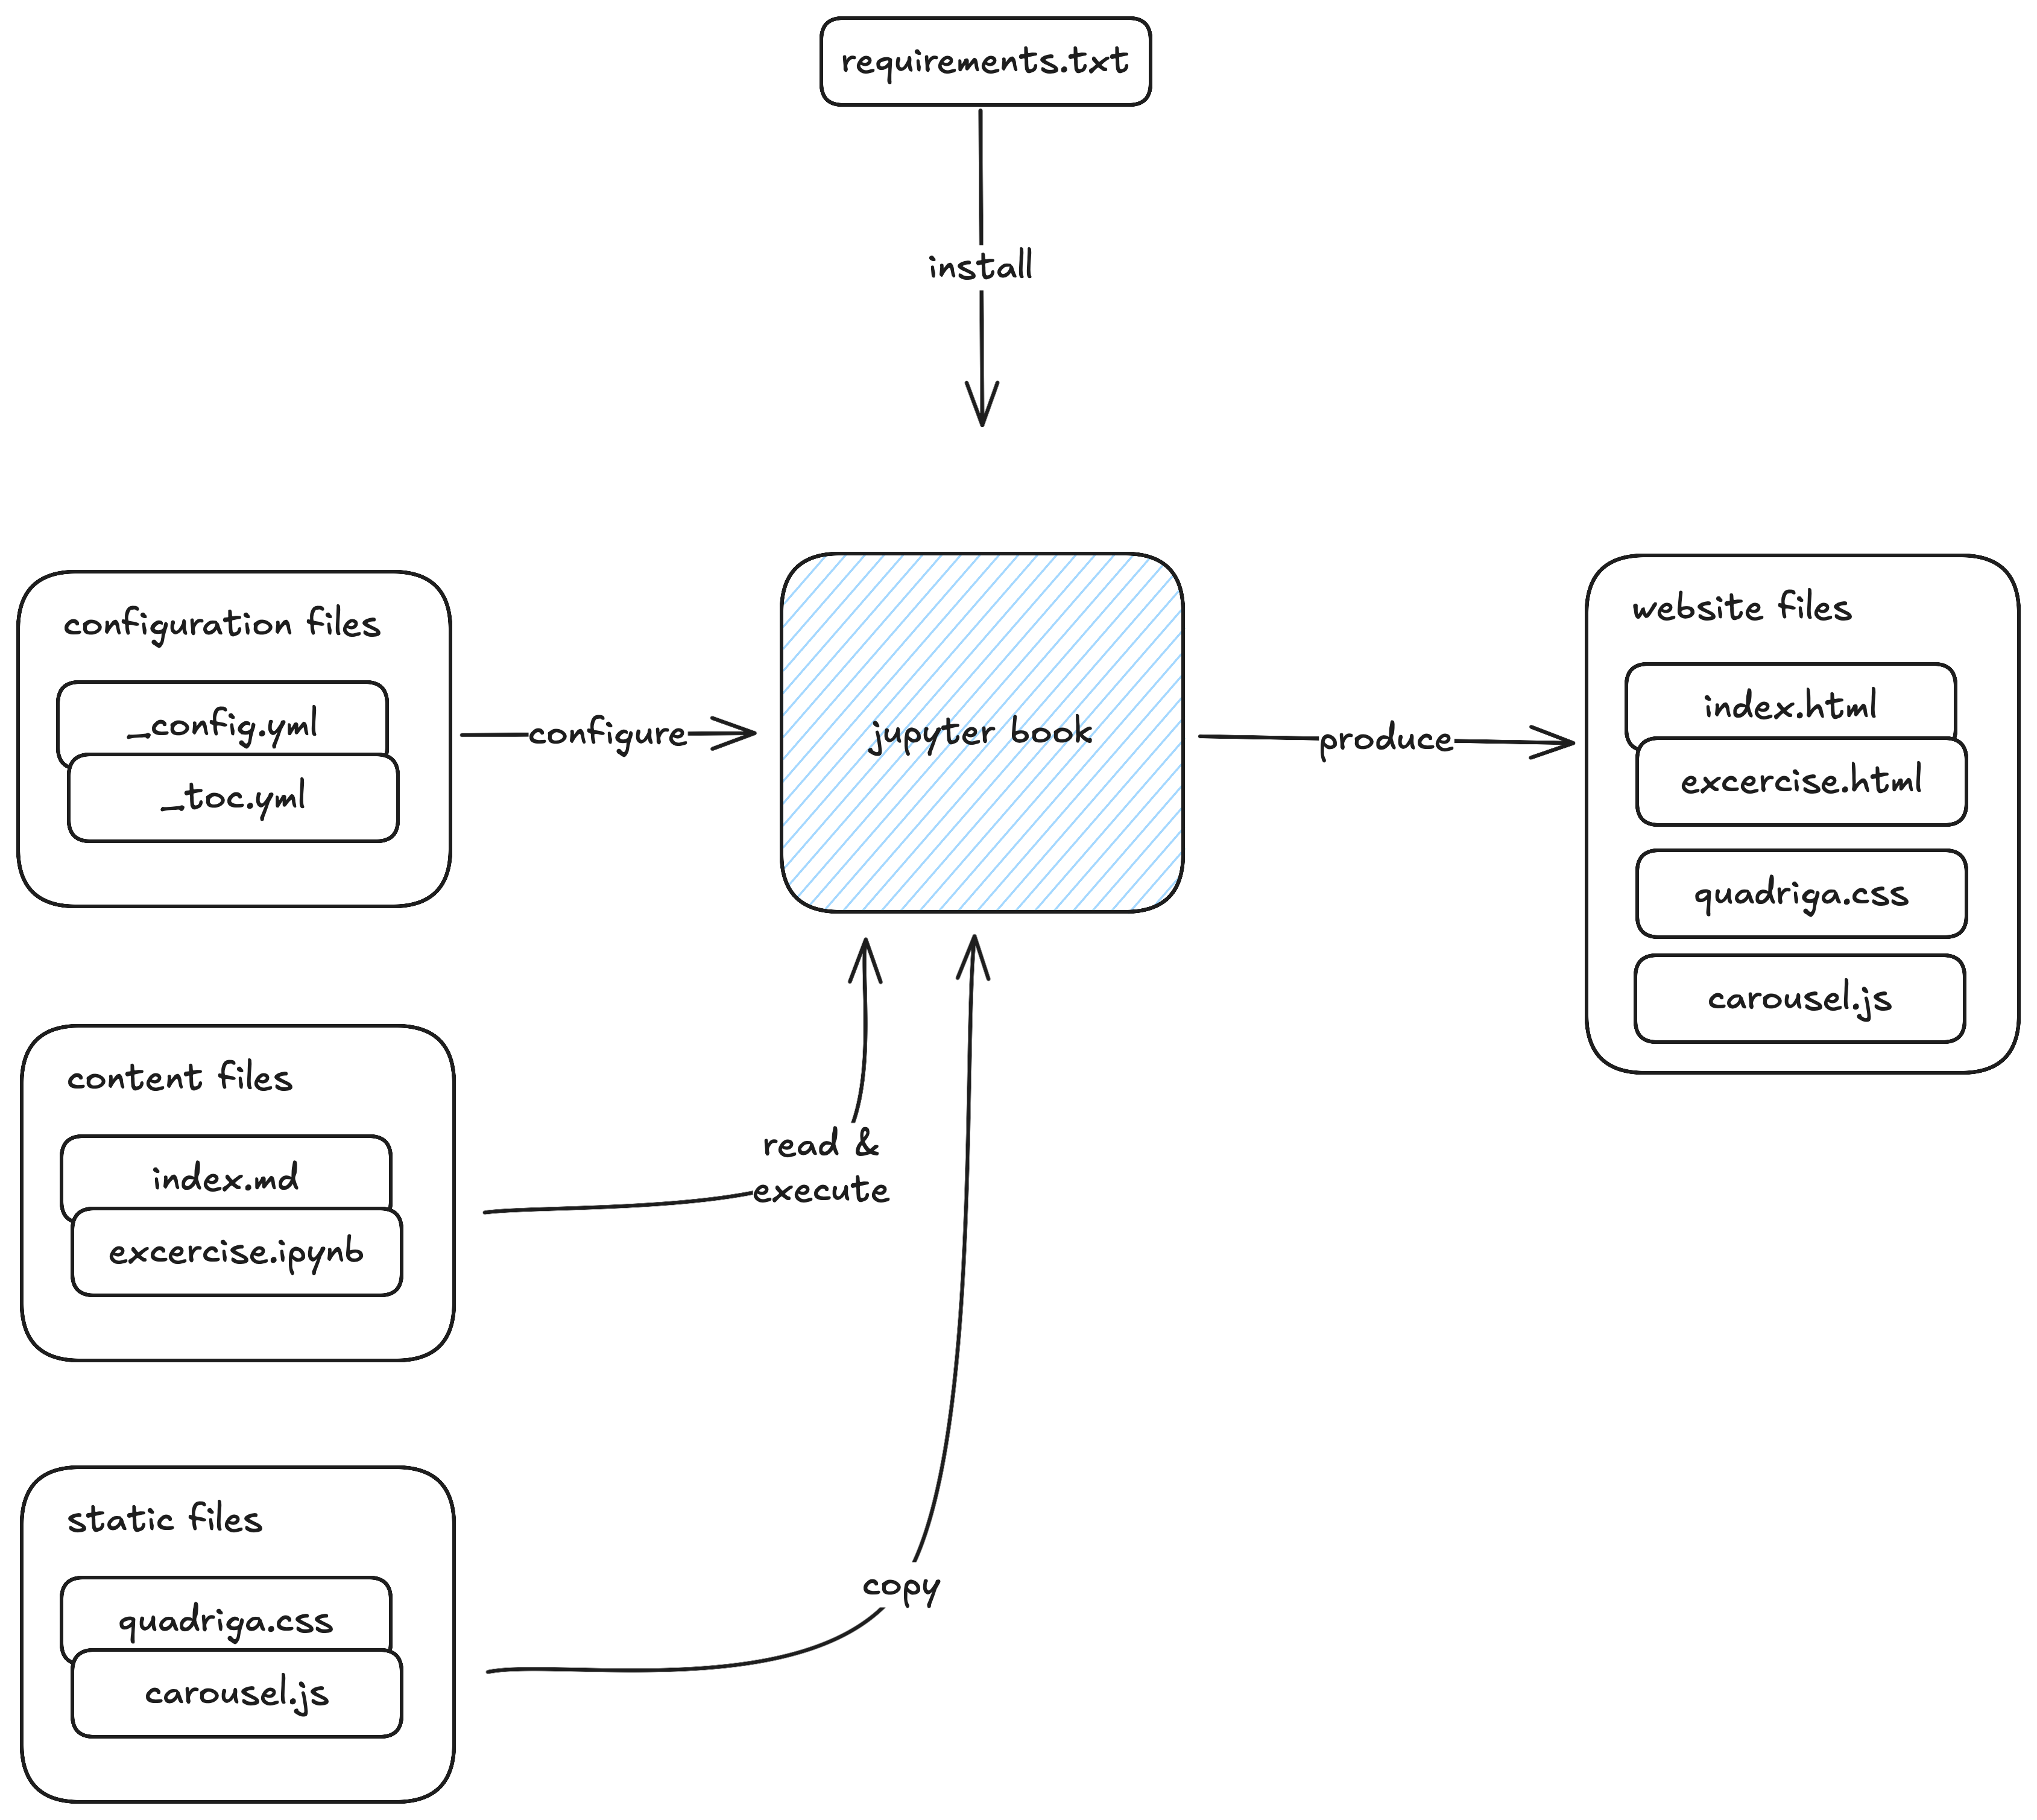 requirements.txt
install
configuration files
_config.yml
_toc.yml
configure
jupyter book
produce
website files
index.html
excercise.html
quadriga.css
carousel.js
content files
index.md
excercise.ipynb
read &
execute
static files
quadriga.css
carousel.js
copy